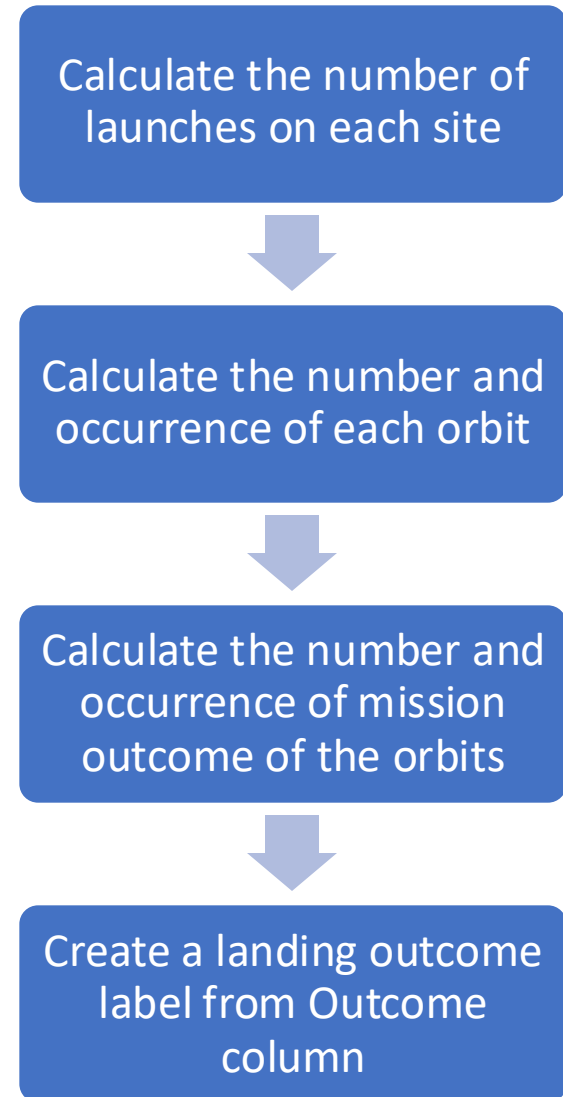 Calculate the number of
launches on each site
Calculate the number and
occurrence of each orbit
Calculate the number and
occurrence of mission
outcome of the orbits
Create a landing outcome
label from Outcome
column